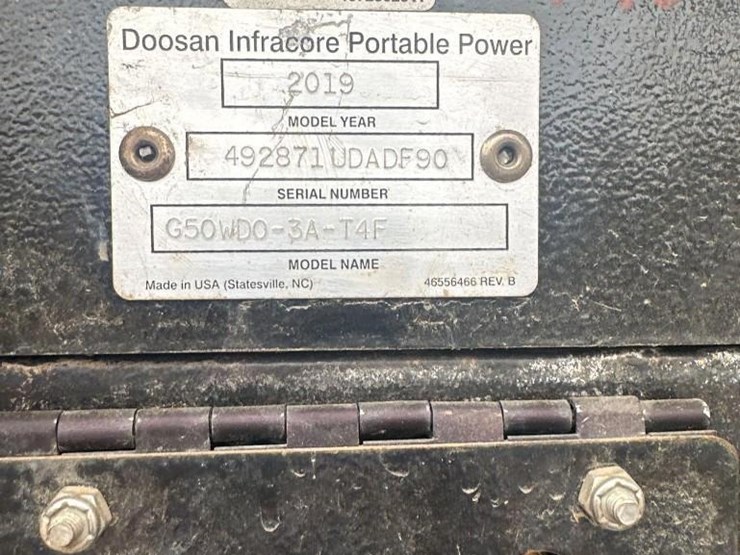 Doosan Infracore Portable Power
2019
MODEL YEAR
492871UDADF90
SERIAL NUMBER
G50WDO-3A-T4F
MODEL NAME
Made in USA (Statesville, NC) 46556466 REV. B